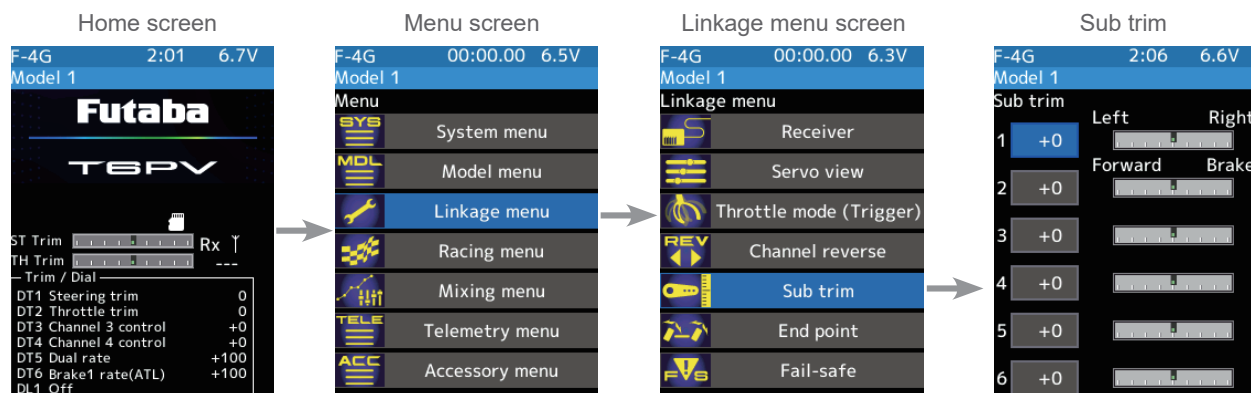 Home screen
F-4G 2:01 6.7V
Model 1
Futaba
T6PV
ST Trim Rx
TH Trim ---
Trim / Dial
DT1 Steering trim 0
DT2 Throttle trim 0
DT3 Channel 3 control +0
DT4 Channel 4 control +0
DT5 Dual rate +100
DT6 Brake1 rate(ATL) +100
DL1 Off
Menu screen
F-4G 00:00.00 6.5V
Model 1
Menu
SYS System menu
MDL Model menu
Linkage menu
Racing menu
Mixing menu
TELE Telemetry menu
ACC Accessory menu
Linkage menu screen
F-4G 00:00.00 6.3V
Model 1
Linkage menu
Receiver
Servo view
Throttle mode (Trigger)
REV Channel reverse
Sub trim
End point
F/S Fail-safe
Sub trim
F-4G 2:06 6.6V
Model 1
Sub trim
Left Right
1 +0
Forward Brake
2 +0
3 +0
4 +0
5 +0
6 +0